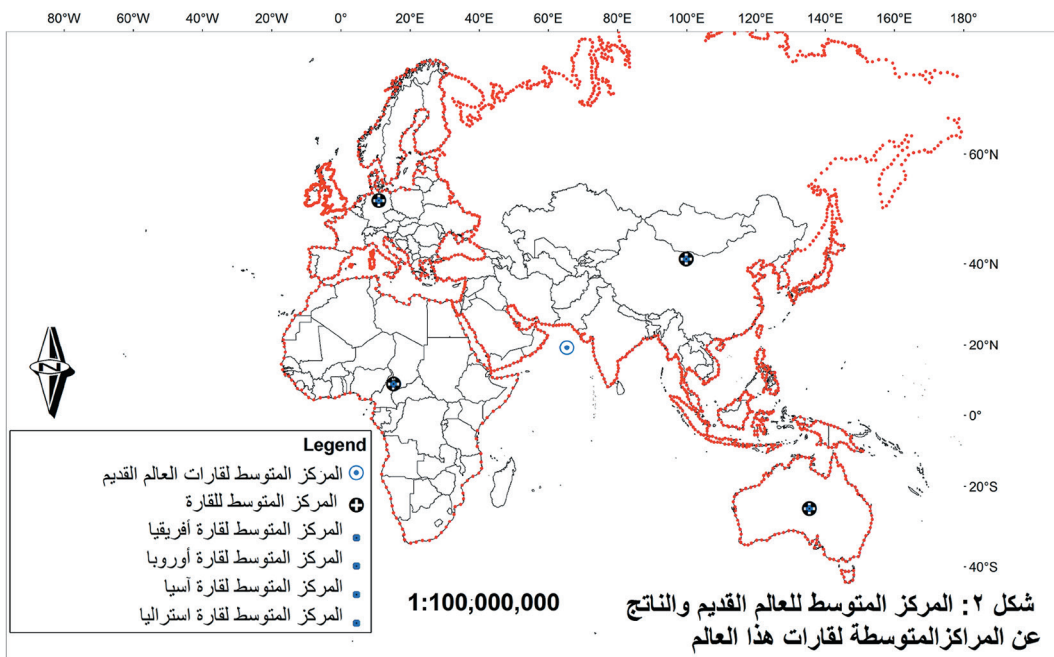 80°W 60°W 40°W 20°W 0° 20°E 40°E 60°E 80°E 100°E 120°E 140°E 160°E 180°
60°N
40°N
20°N
0°
20°S
40°S
N
Legend
المركز المتوسط لقارات العالم القديم
المركز المتوسط للقارة
المركز المتوسط لقارة أفريقيا
المركز المتوسط لقارة أوروبا
المركز المتوسط لقارة آسيا
المركز المتوسط لقارة استراليا
1:100,000,000
شكل ٢: المركز المتوسط للعالم القديم والناتج
عن المراكزالمتوسطة لقارات هذا العالم